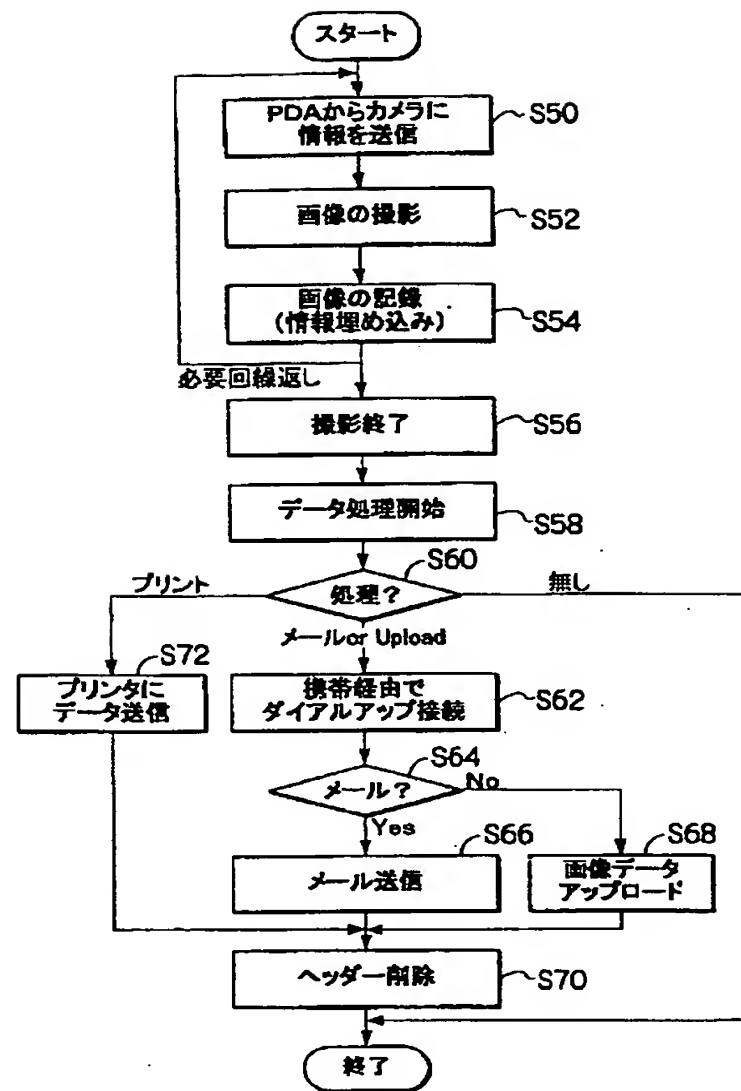 スタート
PDAからカメラに
情報を送信
S50
画像の撮影
S52
画像の記録
(情報埋め込み)
S54
必要回繰返し
撮影終了
S56
データ処理開始
S58
S60
プリント
処理？
無し
メールor Upload
S72
プリンタに
データ送信
携帯経由で
ダイアルアップ接続
S62
S64
メール？
No
Yes
S66
メール送信
S68
画像データ
アップロード
ヘッダー削除
S70
終了